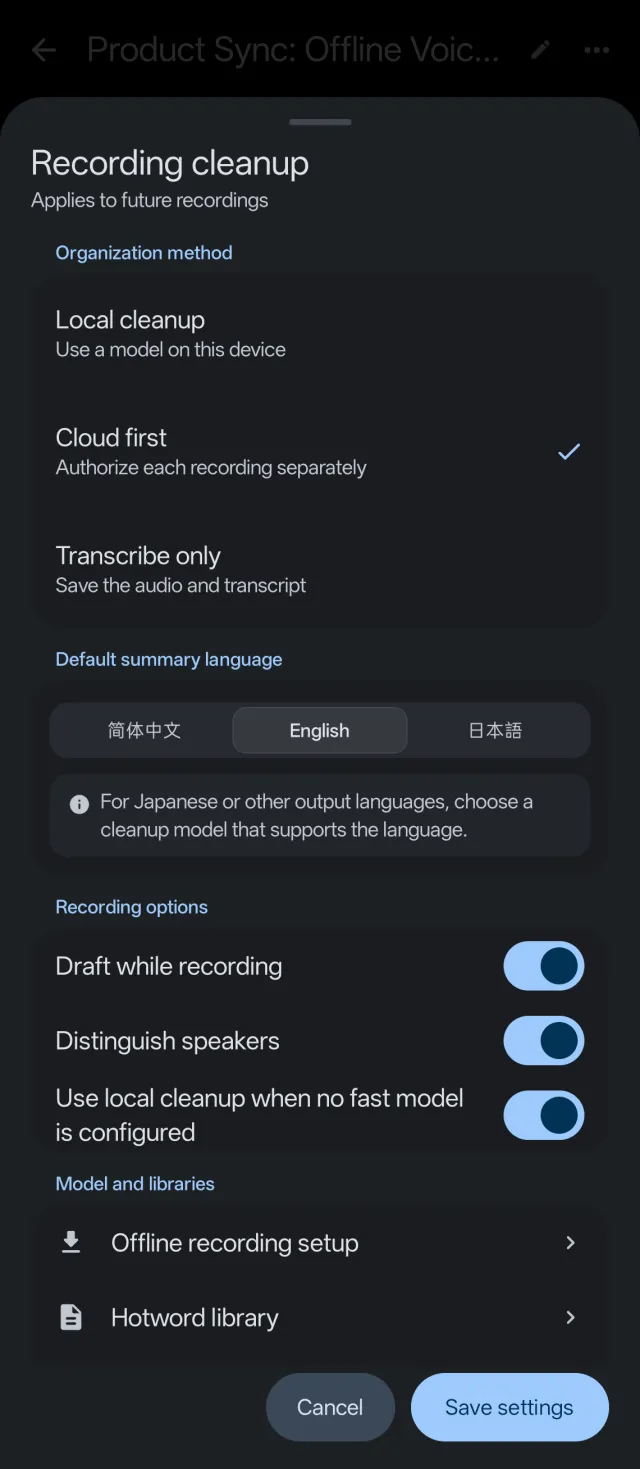 Product Sync: Offline Voic...
Recording cleanup
Applies to future recordings
Organization method
Local cleanup
Use a model on this device
Cloud first
Authorize each recording separately
Transcribe only
Save the audio and transcript
Default summary language
简体中文 English 日本語
For Japanese or other output languages, choose a
cleanup model that supports the language.
Recording options
Draft while recording
Distinguish speakers
Use local cleanup when no fast model
is configured
Model and libraries
Offline recording setup
Hotword library
Cancel Save settings